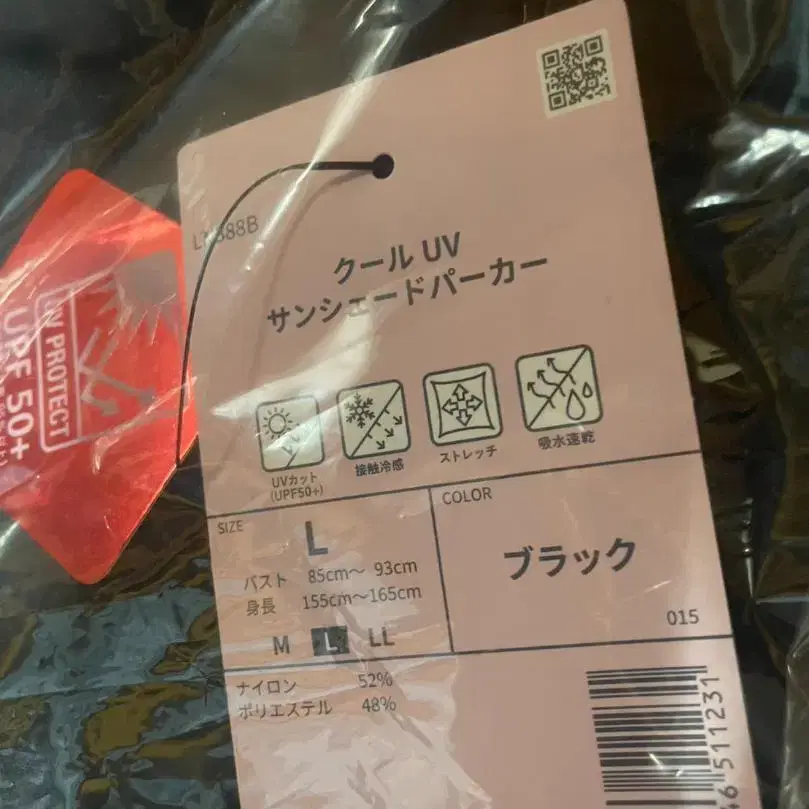 クール UV
サンシェードパーカー
UVカット
(UPF50+)
接触冷感
ストレッチ
吸水速乾
SIZE
L
バスト 85cm～ 93cm
身長 155cm～165cm
M L LL
COLOR
ブラック
015
ナイロン 52%
ポリエステル 48%
6511231
UV PROTECT
UPF 50+